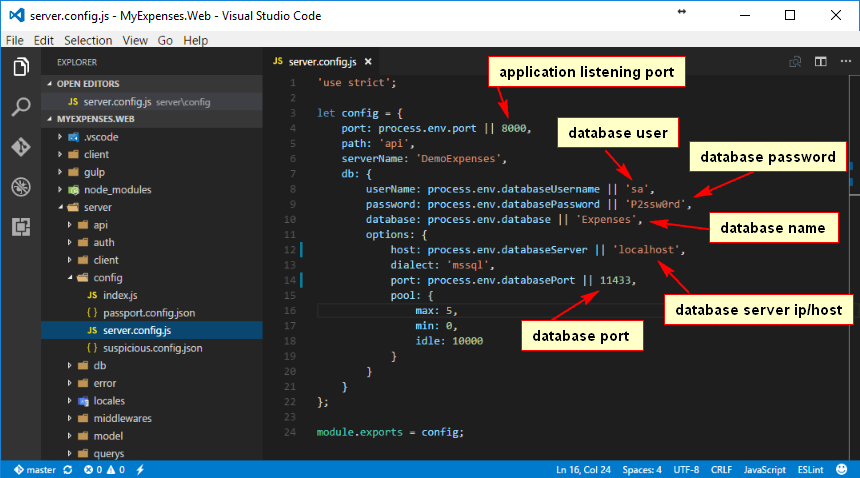 server.config.js - MyExpenses.Web - Visual Studio Code
File Edit Selection View Go Help
EXPLORER
OPEN EDITORS
JS server.config.js server\config
MYEXPENSES.WEB
.vscode
client
gulp
node_modules
server
api
auth
client
config
JS index.js
{ } passport.config.json
JS server.config.js
{ } suspicious.config.json
db
error
locales
middlewares
model
querys
JS server.config.js
1 'use strict';
2
3 let config = {
4 port: process.env.port || 8000,
5 path: 'api',
6 serverName: 'DemoExpenses',
7 db: {
8 userName: process.env.databaseUsername || 'sa',
9 password: process.env.databasePassword || 'P2ssw0rd',
10 database: process.env.database || 'Expenses',
11 options: {
12 host: process.env.databaseServer || 'localhost',
13 dialect: 'mssql',
14 port: process.env.databasePort || 11433,
15 pool: {
16 max: 5,
17 min: 0,
18 idle: 10000
19 }
20 }
21 }
22 };
23
24 module.exports = config;
application listening port
database user
database password
database name
database server ip/host
database port
master 0 0 Ln 16, Col 24 Spaces: 4 UTF-8 CRLF JavaScript ESLint